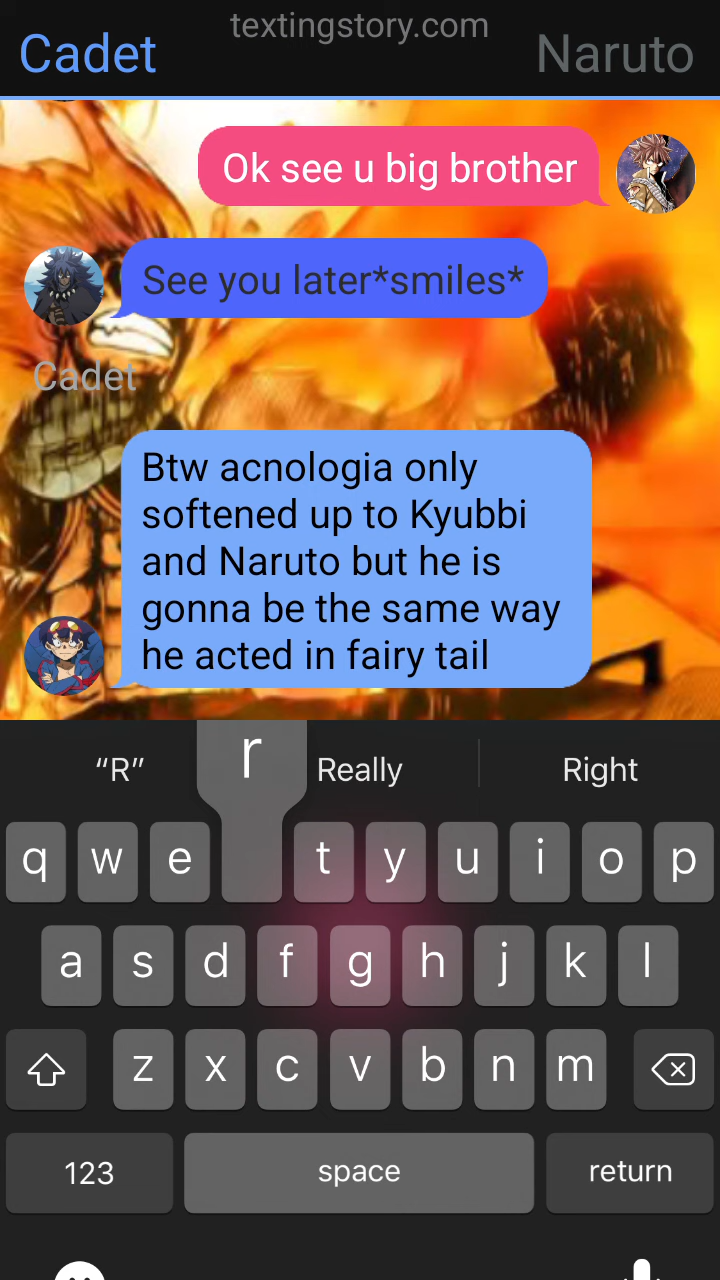 textingstory.com
Cadet
Naruto
Ok see u big brother
See you later*smiles*
Cadet
Btw acnologia only
softened up to Kyubbi
and Naruto but he is
gonna be the same way
he acted in fairy tail
“R”
r
Really
Right
q w e t y u i o p
a s d f g h j k l
z x c v b n m
123
space
return